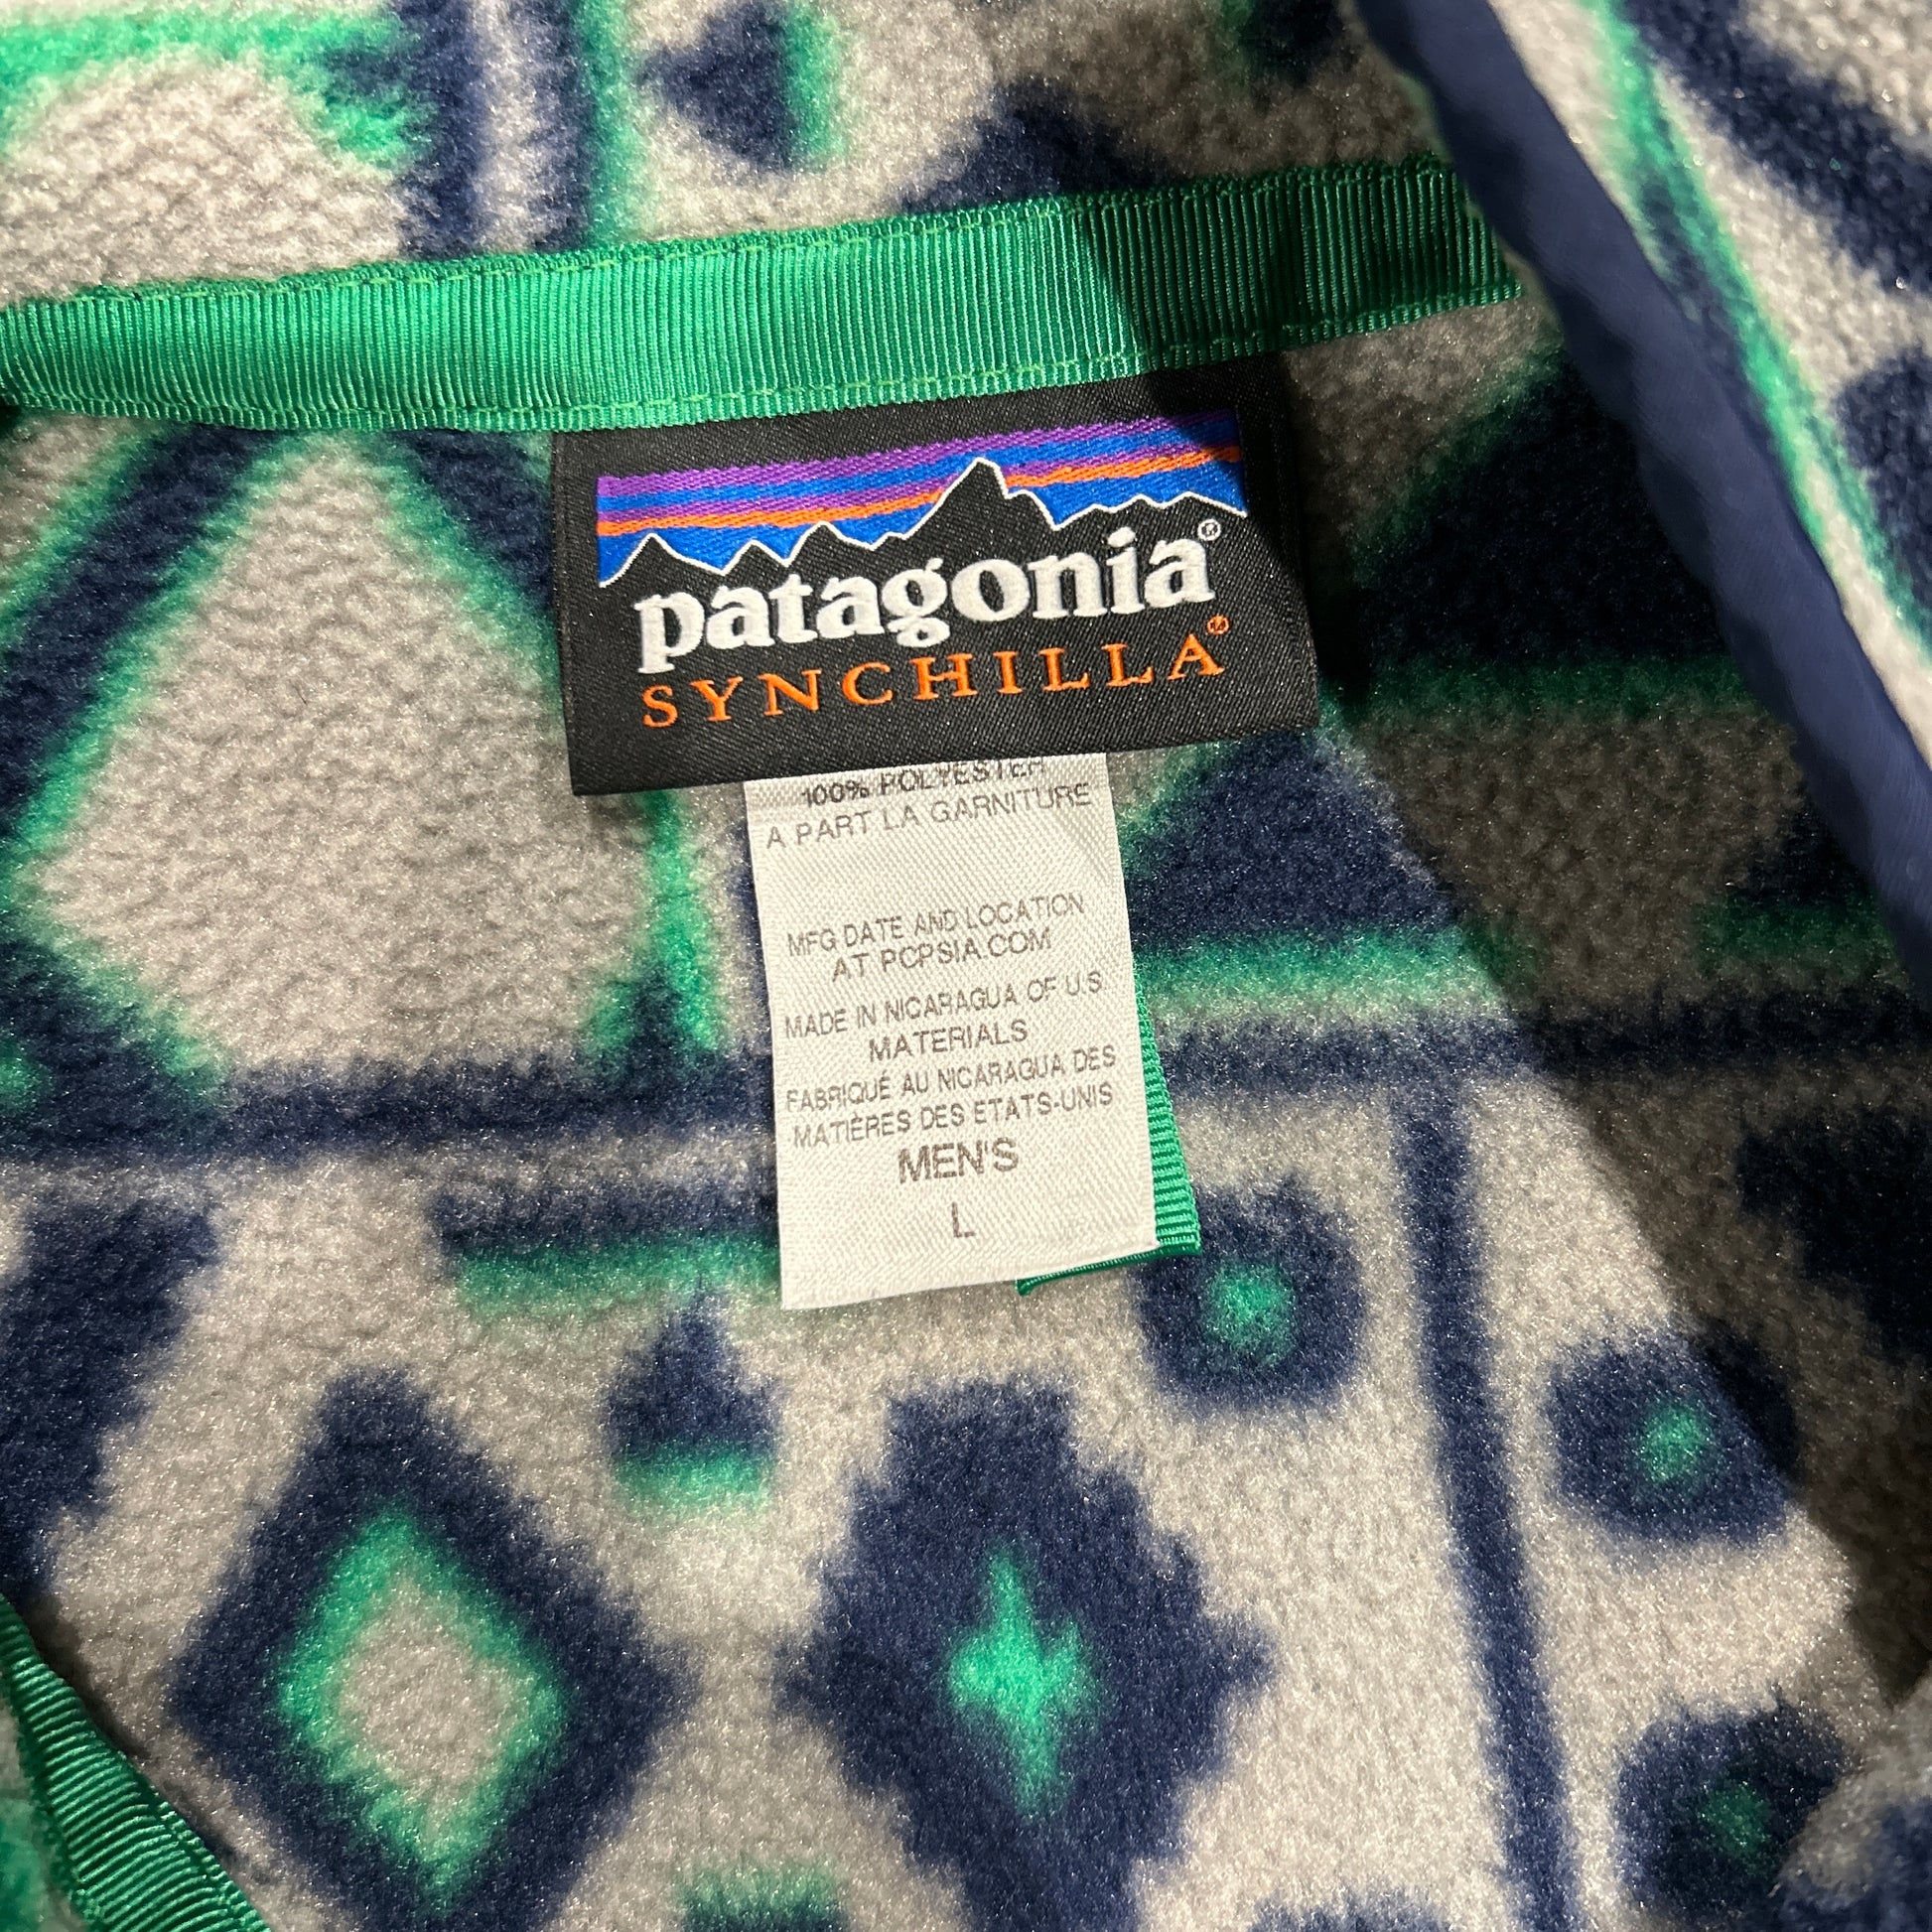 patagonia®
SYNCHILLA®
100% POLYESTER
A PART LA GARNITURE
MFG DATE AND LOCATION
AT PCPSIA.COM
MADE IN NICARAGUA OF U.S
MATERIALS
FABRIQUÉ AU NICARAGUA DES
MATIÈRES DES ETATS-UNIS
MEN'S
L